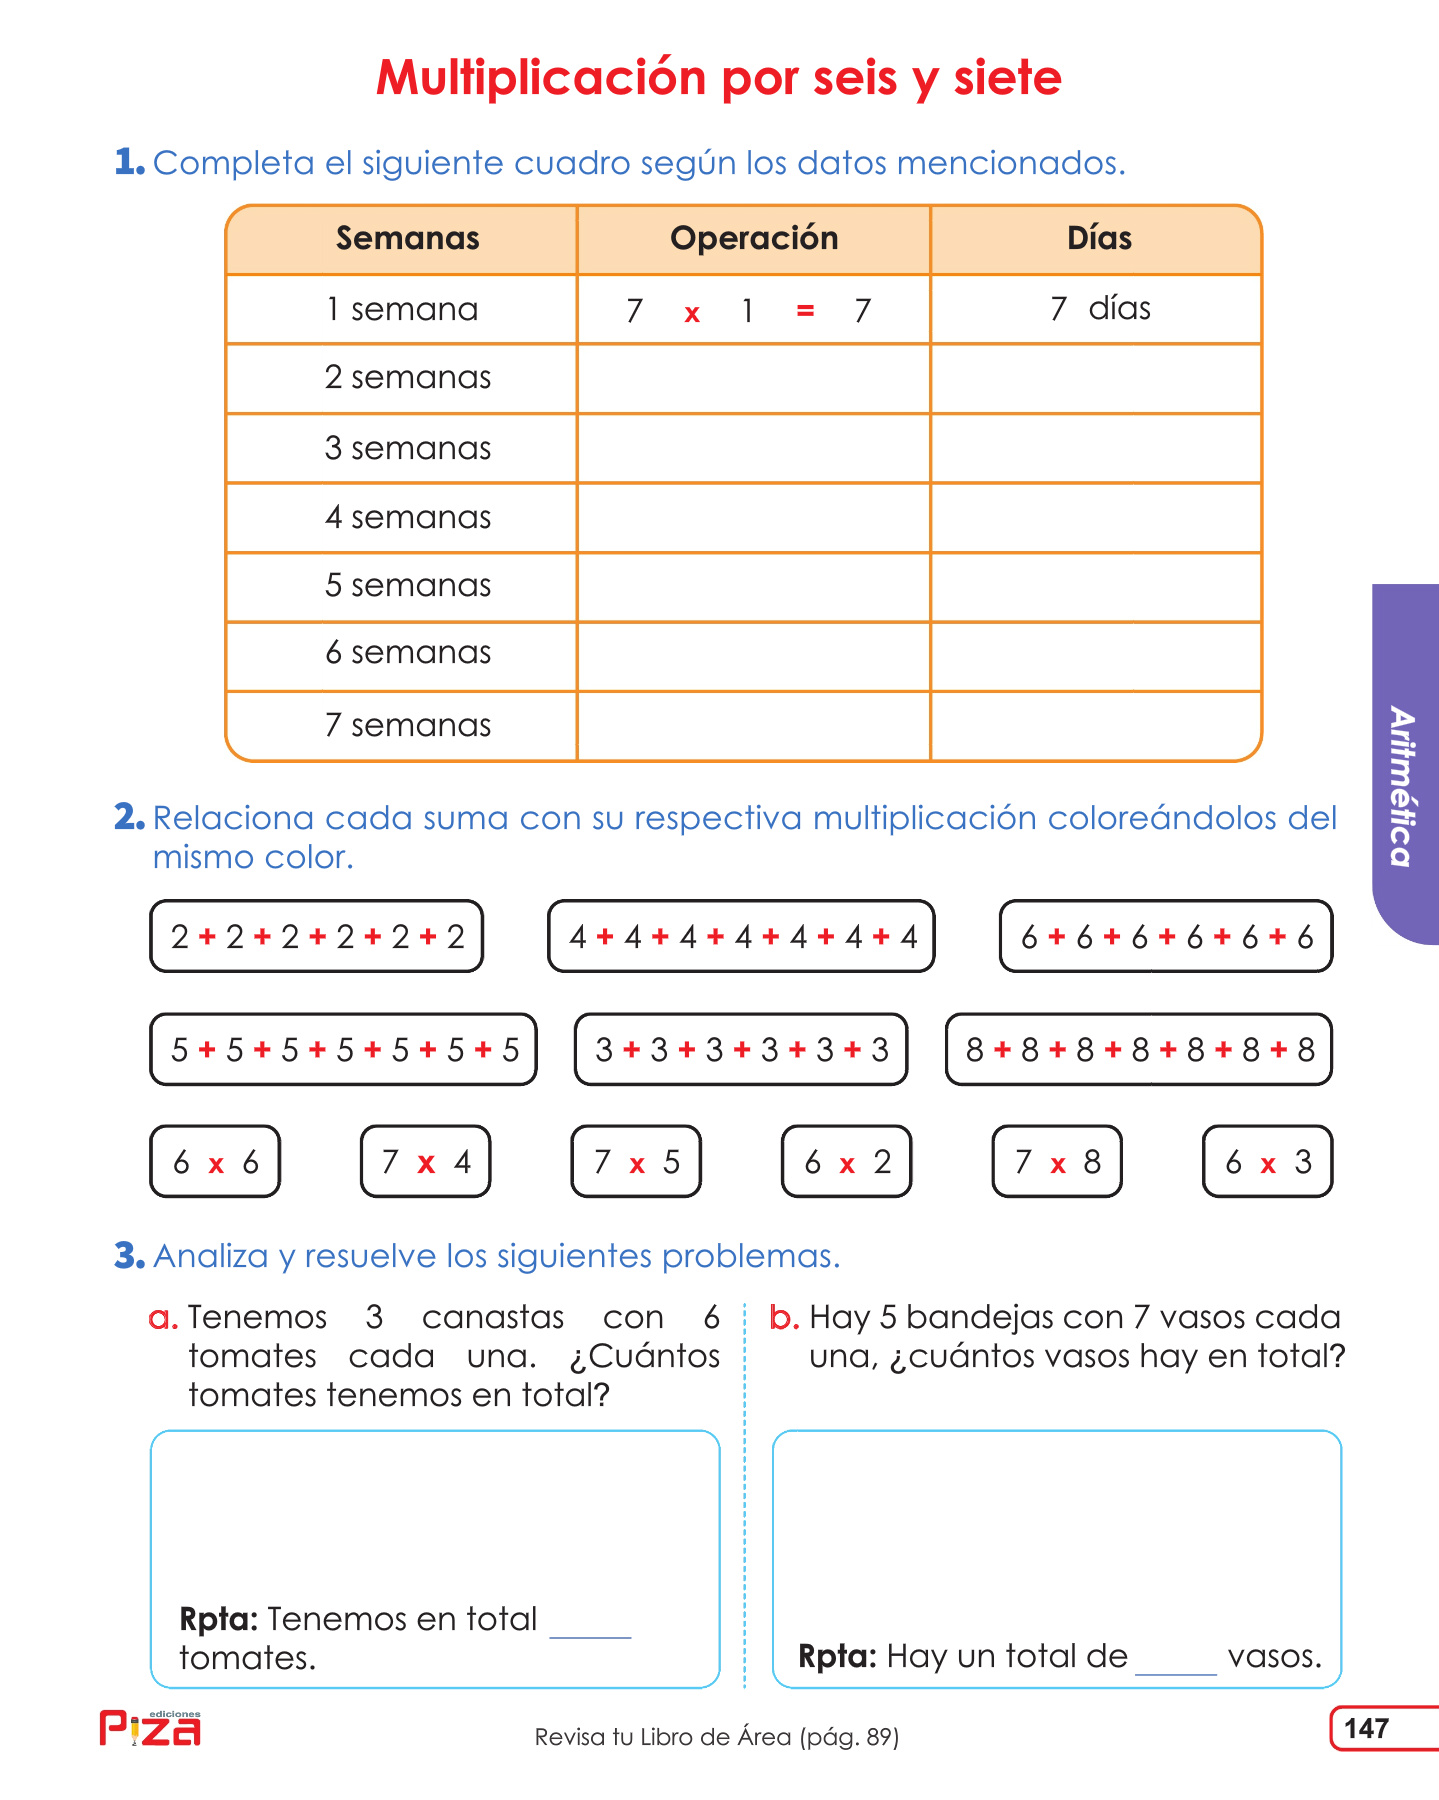 Multiplicación por seis y siete
1. Completa el siguiente cuadro según los datos mencionados.
Semanas Operación Días
1 semana 7 x 1 = 7 7 días
2 semanas
3 semanas
4 semanas
5 semanas
6 semanas
7 semanas
2. Relaciona cada suma con su respectiva multiplicación coloreándolos del
mismo color.
2 + 2 + 2 + 2 + 2 + 2 4 + 4 + 4 + 4 + 4 + 4 + 4 6 + 6 + 6 + 6 + 6 + 6
5 + 5 + 5 + 5 + 5 + 5 + 5 3 + 3 + 3 + 3 + 3 + 3 8 + 8 + 8 + 8 + 8 + 8 + 8
6 x 6 7 x 4 7 x 5 6 x 2 7 x 8 6 x 3
3. Analiza y resuelve los siguientes problemas.
a. Tenemos 3 canastas con 6
tomates cada una. ¿Cuántos
tomates tenemos en total?
Rpta: Tenemos en total _____
tomates.
b. Hay 5 bandejas con 7 vasos cada
una, ¿cuántos vasos hay en total?
Rpta: Hay un total de _____ vasos.
Aritmética
ediciones
Piza
Revisa tu Libro de Área (pág. 89)
147